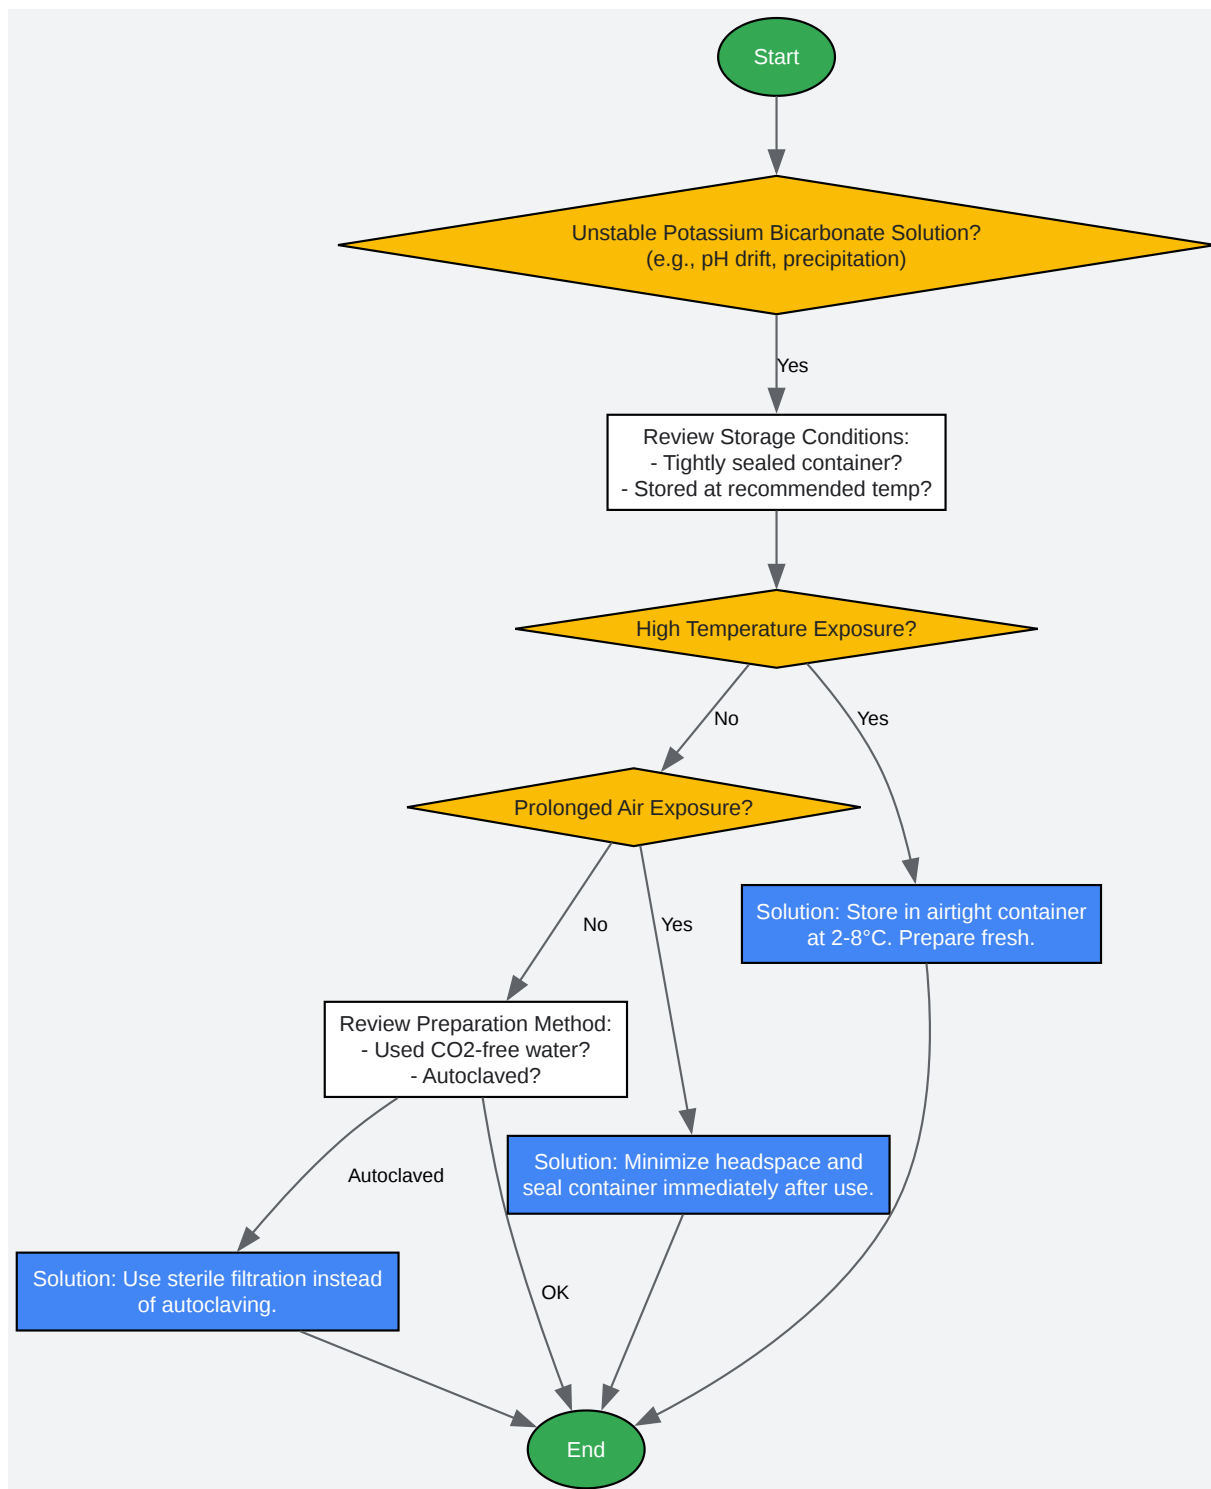 Start
Unstable Potassium Bicarbonate Solution?
(e.g., pH drift, precipitation)
Yes
Review Storage Conditions:
- Tightly sealed container?
- Stored at recommended temp?
High Temperature Exposure?
No
Yes
Prolonged Air Exposure?
Solution: Store in airtight container
at 2-8°C. Prepare fresh.
No
Yes
Review Preparation Method:
- Used CO2-free water?
- Autoclaved?
Autoclaved
Solution: Minimize headspace and
seal container immediately after use.
Solution: Use sterile filtration instead
of autoclaving.
OK
End